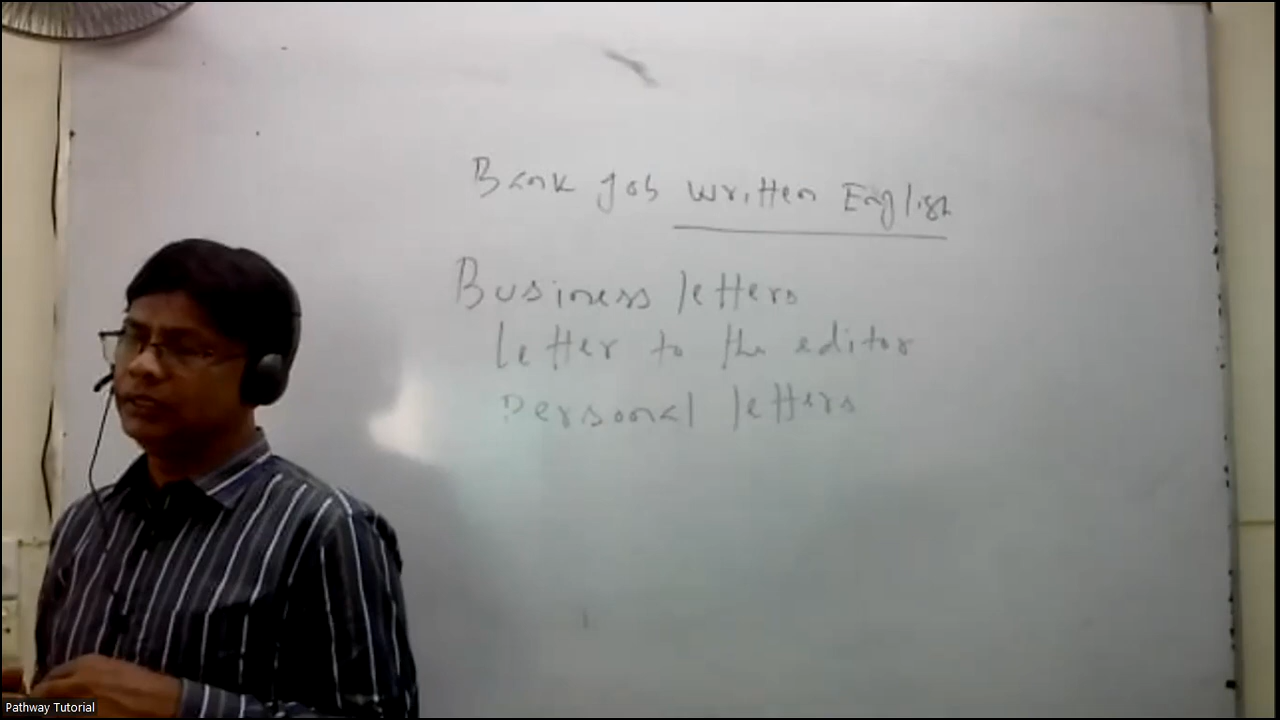 Bank Job written English
Business letters
letter to the editor
Personal letters
Pathway Tutorial